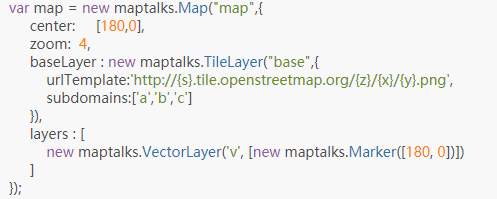 var map = new maptalks.Map("map",{
center: [180,0],
zoom: 4,
baseLayer : new maptalks.TileLayer("base",{
urlTemplate:'http://{s}.tile.openstreetmap.org/{z}/{x}/{y}.png',
subdomains:['a','b','c']
}),
layers : [
new maptalks.VectorLayer('v', [new maptalks.Marker([180, 0])])
]
});